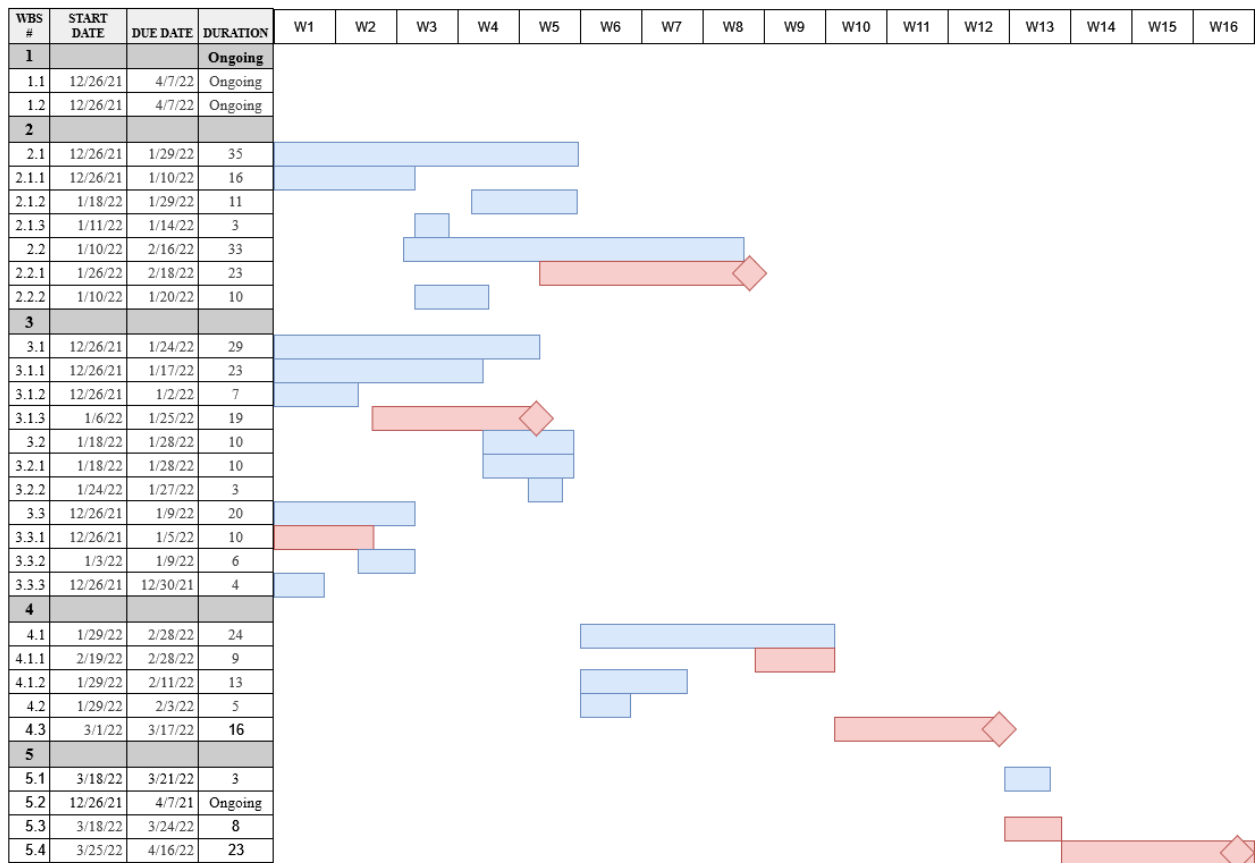 WBS # START DATE DUE DATE DURATION W1 W2 W3 W4 W5 W6 W7 W8 W9 W10 W11 W12 W13 W14 W15 W16
1 Ongoing
1.1 12/26/21 4/7/22 Ongoing
1.2 12/26/21 4/7/22 Ongoing
2
2.1 12/26/21 1/29/22 35
2.1.1 12/26/21 1/10/22 16
2.1.2 1/18/22 1/29/22 11
2.1.3 1/11/22 1/14/22 3
2.2 1/10/22 2/16/22 33
2.2.1 1/26/22 2/18/22 23
2.2.2 1/10/22 1/20/22 10
3
3.1 12/26/21 1/24/22 29
3.1.1 12/26/21 1/17/22 23
3.1.2 12/26/21 1/2/22 7
3.1.3 1/6/22 1/25/22 19
3.2 1/18/22 1/28/22 10
3.2.1 1/18/22 1/28/22 10
3.2.2 1/24/22 1/27/22 3
3.3 12/26/21 1/9/22 20
3.3.1 12/26/21 1/5/22 10
3.3.2 1/3/22 1/9/22 6
3.3.3 12/26/21 12/30/21 4
4
4.1 1/29/22 2/28/22 24
4.1.1 2/19/22 2/28/22 9
4.1.2 1/29/22 2/11/22 13
4.2 1/29/22 2/3/22 5
4.3 3/1/22 3/17/22 16
5
5.1 3/18/22 3/21/22 3
5.2 12/26/21 4/7/21 Ongoing
5.3 3/18/22 3/24/22 8
5.4 3/25/22 4/16/22 23